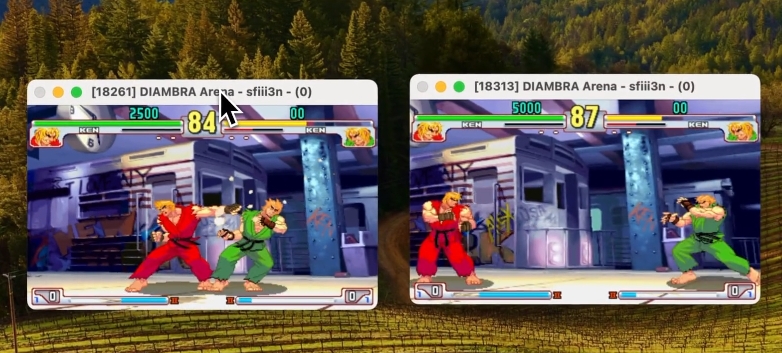 [18261] DIAMBRA Arena - sfiii3n - (0)
2500
84
00
KEN
KEN
[18313] DIAMBRA Arena - sfiii3n - (0)
5000
87
00
KEN
KEN